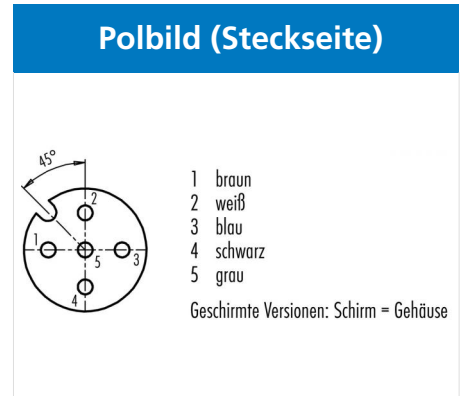 Polbild (Steckseite)
45°
2
1
5
3
4
1 braun
2 weiß
3 blau
4 schwarz
5 grau
Geschirmte Versionen: Schirm = Gehäuse